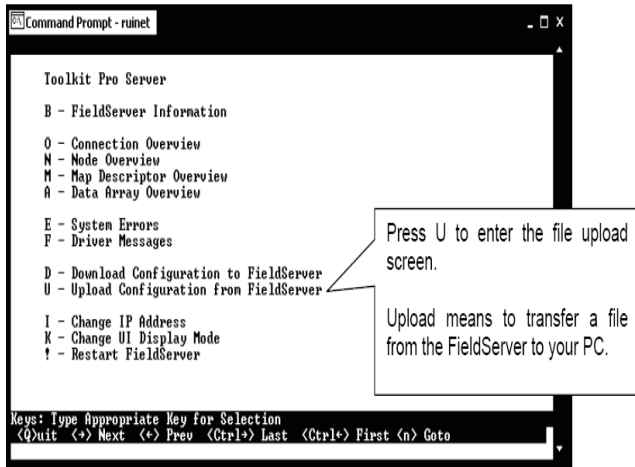 Command Prompt - ruinet
Toolkit Pro Server
B - FieldServer Information
O - Connection Overview
N - Node Overview
M - Map Descriptor Overview
A - Data Array Overview
E - System Errors
F - Driver Messages
D - Download Configuration to FieldServer
U - Upload Configuration from FieldServer
I - Change IP Address
K - Change UI Display Mode
! - Restart FieldServer
Press U to enter the file upload
screen.
Upload means to transfer a file
from the FieldServer to your PC.
Keys: Type Appropriate Key for Selection
<Q>uit <→> Next <←> Prev <Ctrl→> Last <Ctrl←> First <n> Goto